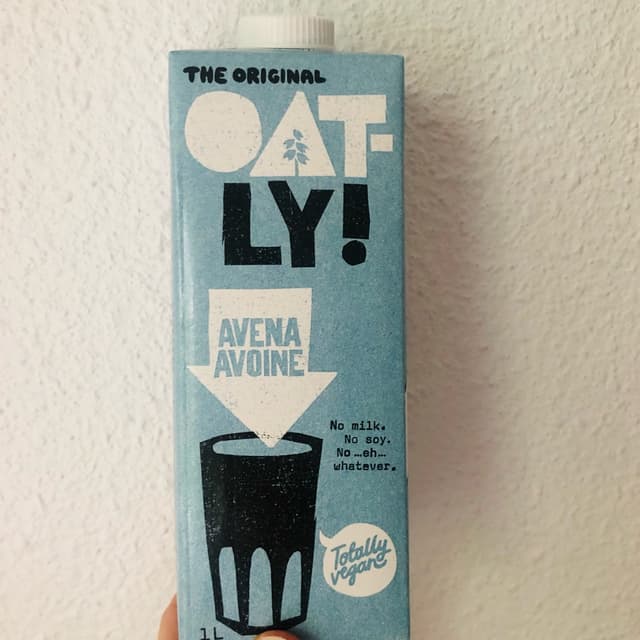 THE ORIGINAL
OAT-
LY!
AVENA
AVOINE
No milk.
No soy.
No …eh…
whatever.
Totally
vegan
1L